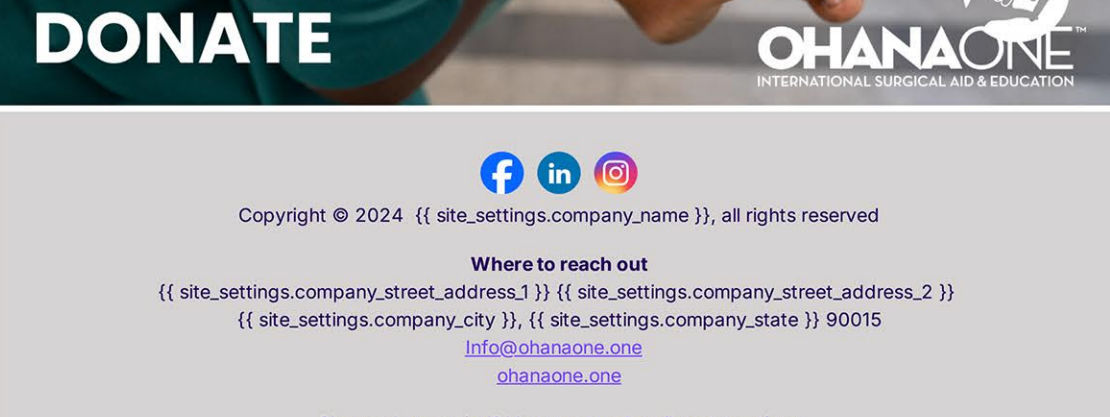 DONATE
OHANAONE™
INTERNATIONAL SURGICAL AID & EDUCATION
Copyright © 2024 {{ site_settings.company_name }}, all rights reserved
Where to reach out
{{ site_settings.company_street_address_1 }} {{ site_settings.company_street_address_2 }}
{{ site_settings.company_city }}, {{ site_settings.company_state }} 90015
Info@ohanaone.one
ohanaone.one